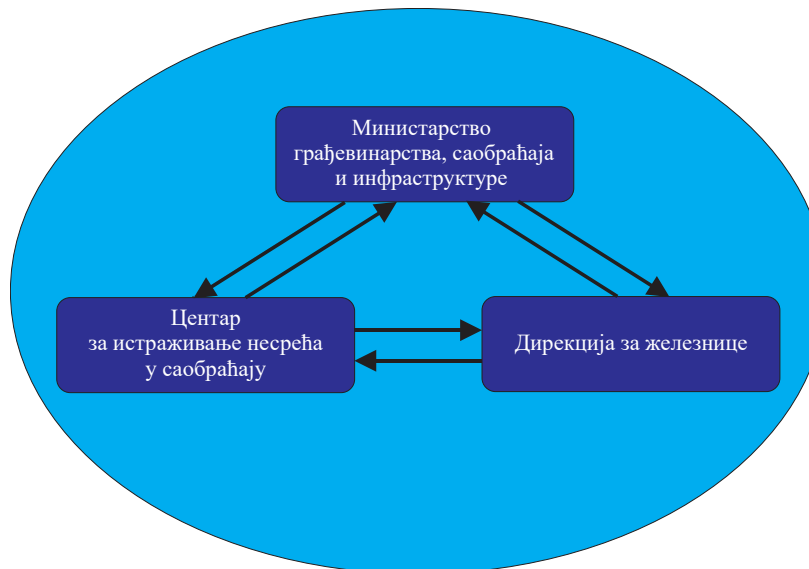 Министарство
грађевинарства, саобраћаја
и инфраструктуре
Центар
за истраживање несрећа
у саобраћају
Дирекција за железнице